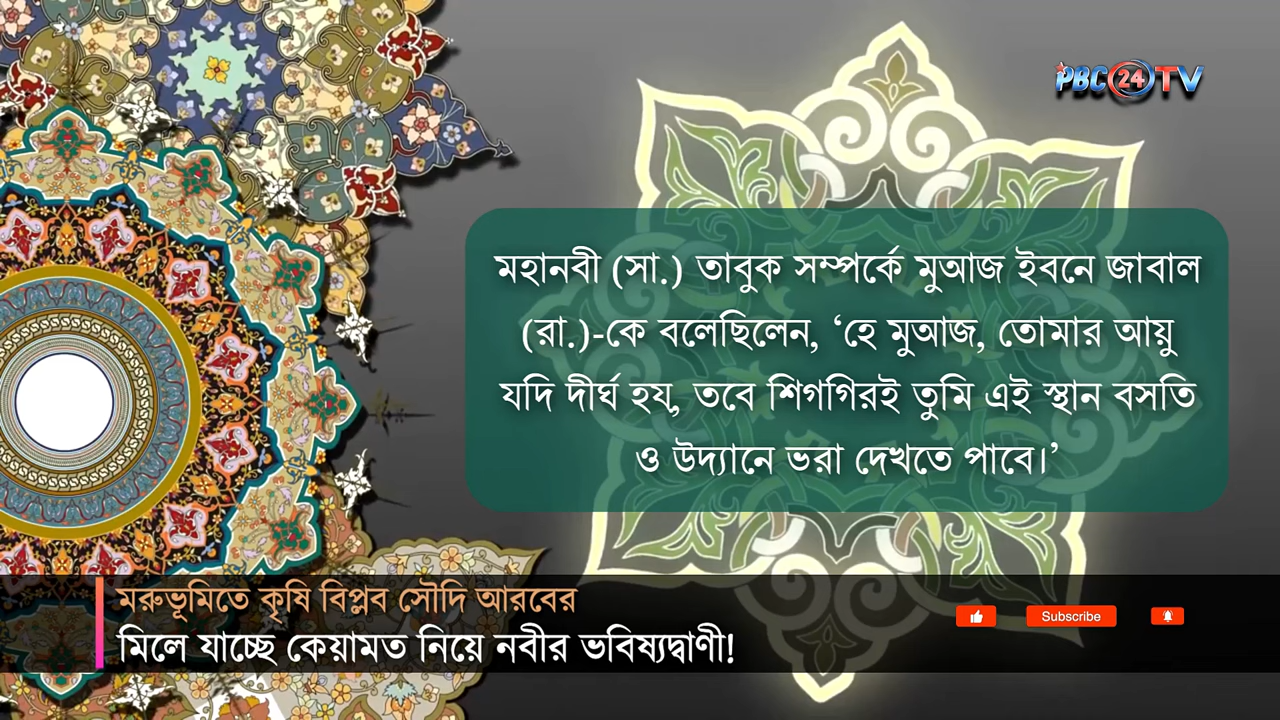 PBC 24 TV
মহানবী (সা.) তাবুক সম্পর্কে মুআজ ইবনে জাবাল
(রা.)-কে বলেছিলেন, ‘হে মুআজ, তোমার আয়ু
যদি দীর্ঘ হয়, তবে শিগগিরই তুমি এই স্থান বসতি
ও উদ্যানে ভরা দেখতে পাবে।’
মরুভূমিতে কৃষি বিপ্লব সৌদি আরবের
মিলে যাচ্ছে কেয়ামত নিয়ে নবীর ভবিষ্যদ্বাণী!
Subscribe